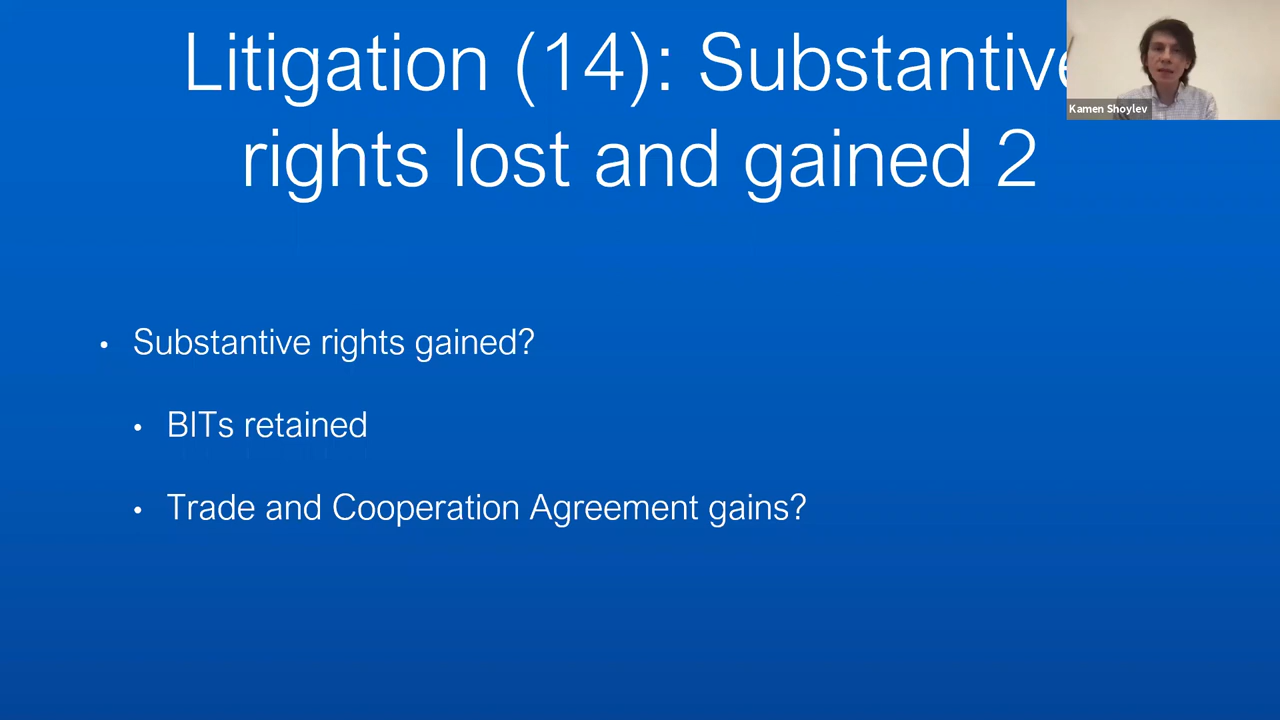 Litigation (14): Substantive
rights lost and gained 2
Kamen Shoylev
• Substantive rights gained?
• BITs retained
• Trade and Cooperation Agreement gains?